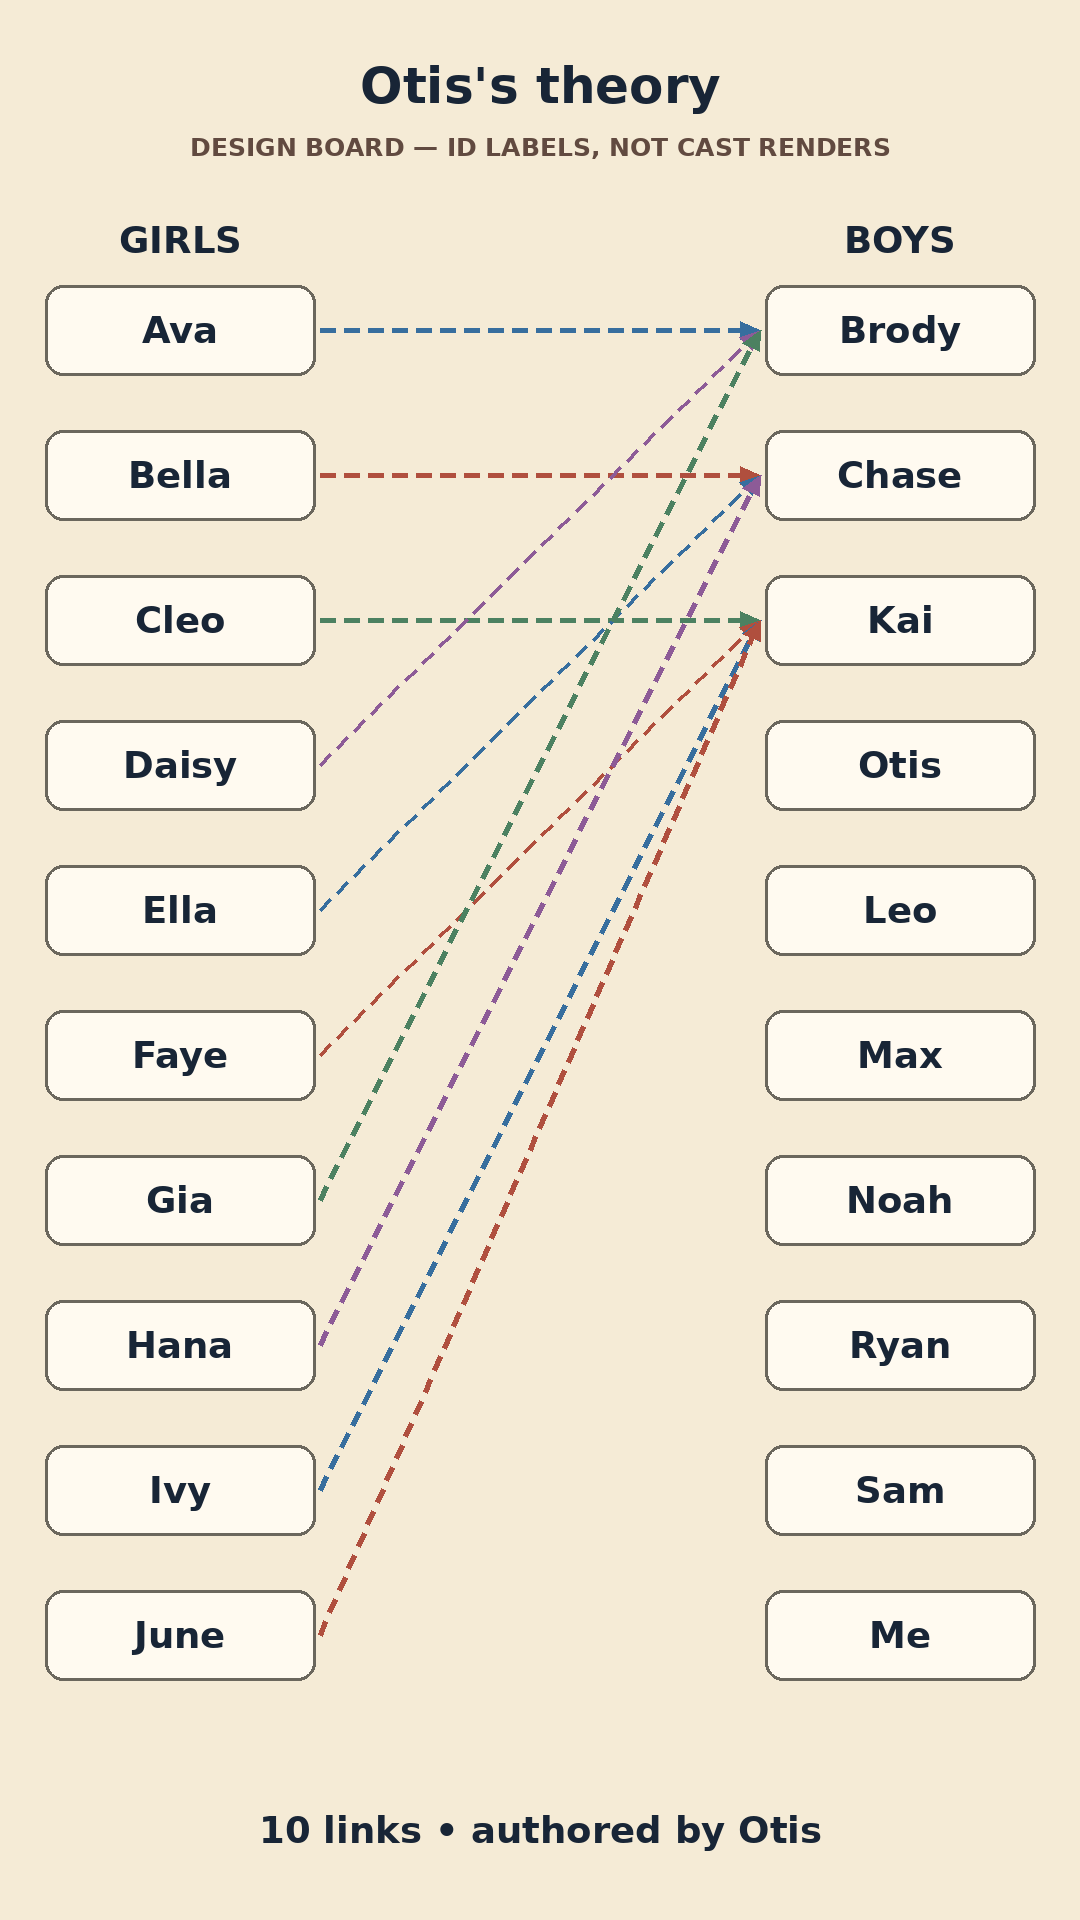 Otis's theory
DESIGN BOARD — ID LABELS, NOT CAST RENDERS
GIRLS
BOYS
Ava
Brody
Bella
Chase
Cleo
Kai
Daisy
Otis
Ella
Leo
Faye
Max
Gia
Noah
Hana
Ryan
Ivy
Sam
June
Me
10 links • authored by Otis